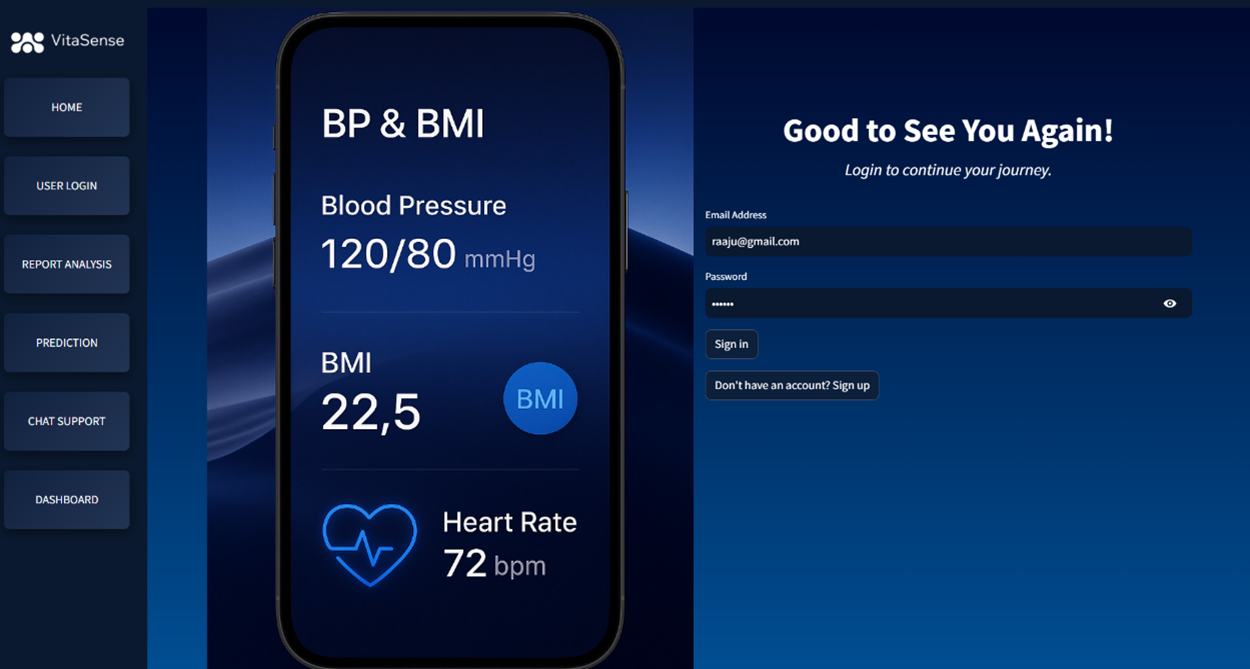 VitaSense
HOME
USER LOGIN
REPORT ANALYSIS
PREDICTION
CHAT SUPPORT
DASHBOARD
BP & BMI
Blood Pressure
120/80 mmHg
BMI
22,5
BMI
Heart Rate
72 bpm
Good to See You Again!
Login to continue your journey.
Email Address
raaju@gmail.com
Password
••••••
Sign in
Don't have an account? Sign up